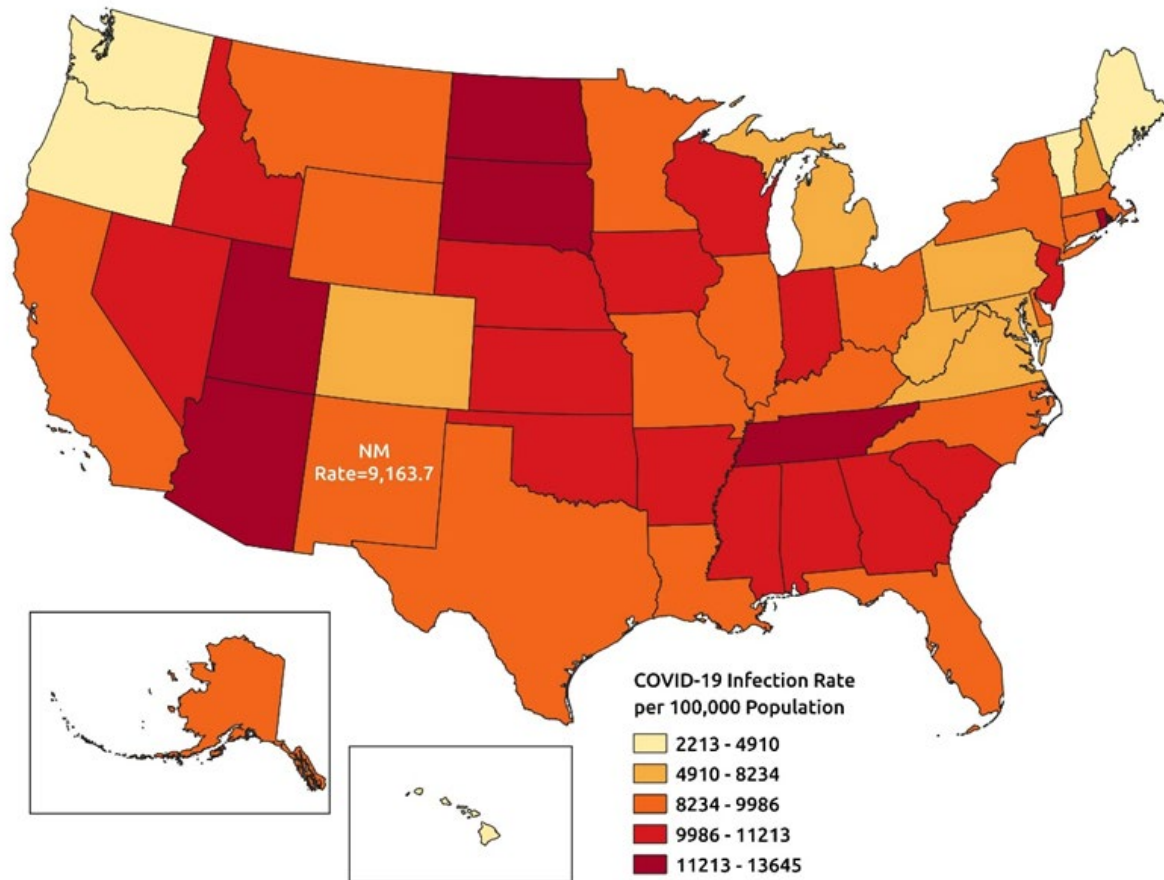 NM
Rate=9,163.7
COVID-19 Infection Rate
per 100,000 Population
2213 - 4910
4910 - 8234
8234 - 9986
9986 - 11213
11213 - 13645